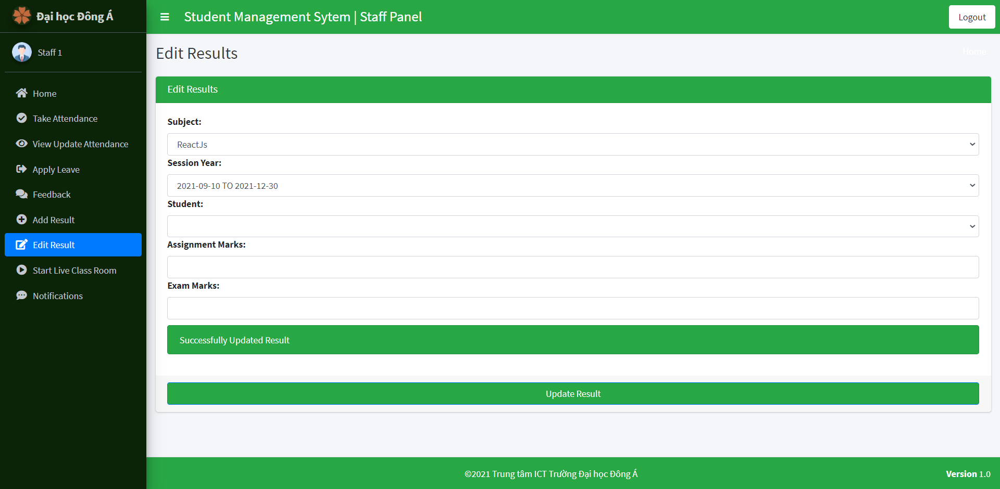 Đại học Đông Á
Student Management Sytem | Staff Panel
Logout
Staff 1
Home
Take Attendance
View Update Attendance
Apply Leave
Feedback
Add Result
Edit Result
Start Live Class Room
Notifications
Edit Results
Home
Edit Results
Subject:
ReactJs
Session Year:
2021-09-10 TO 2021-12-30
Student:
Assignment Marks:
Exam Marks:
Successfully Updated Result
Update Result
©2021 Trung tâm ICT Trường Đại học Đông Á
Version 1.0